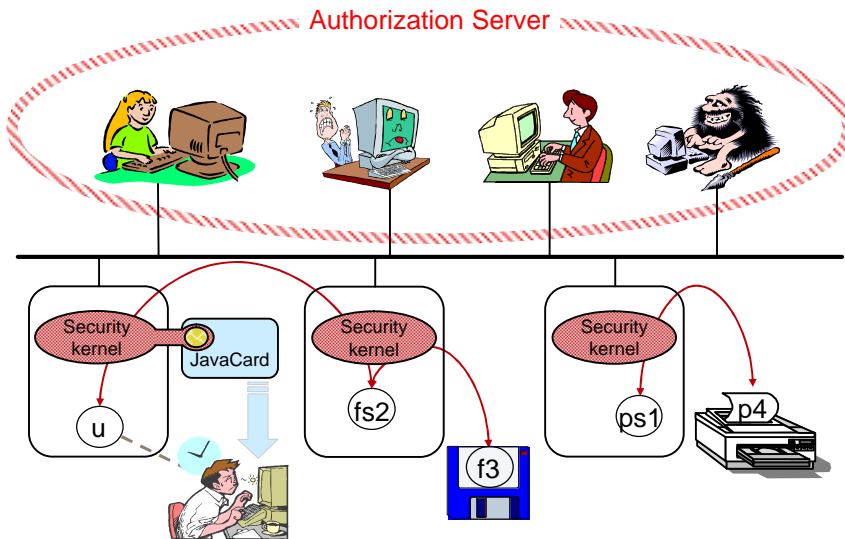 Authorization Server
Security
kernel
JavaCard
Security
kernel
Security
kernel
u
fs2
f3
ps1
p4